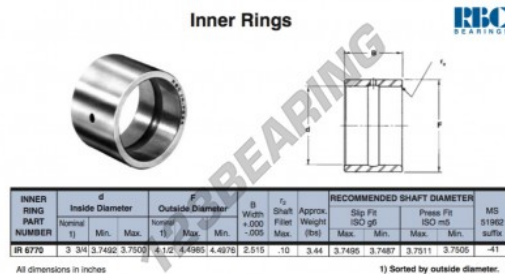 Inner Rings
RBC
BEARINGS
B
r₂
d
F
123BEARING
INNER RING PART NUMBER
d Inside Diameter
F Outside Diameter
B Width +.000 -.005
r₂ Shaft Fillet Max.
Approx. Weight (lbs)
RECOMMENDED SHAFT DIAMETER
Slip Fit ISO g6
Press Fit ISO m5
MS 51962 suffix
Nominal 1) Min. Max. Nominal 1) Max. Min. Max. Min. Max. Min.
IR 6770 3 3/4 3.7492 3.7500 4 1/2 4.4985 4.4976 2.515 .10 3.44 3.7495 3.7487 3.7511 3.7505 -41
All dimensions in inches
1) Sorted by outside diameter.